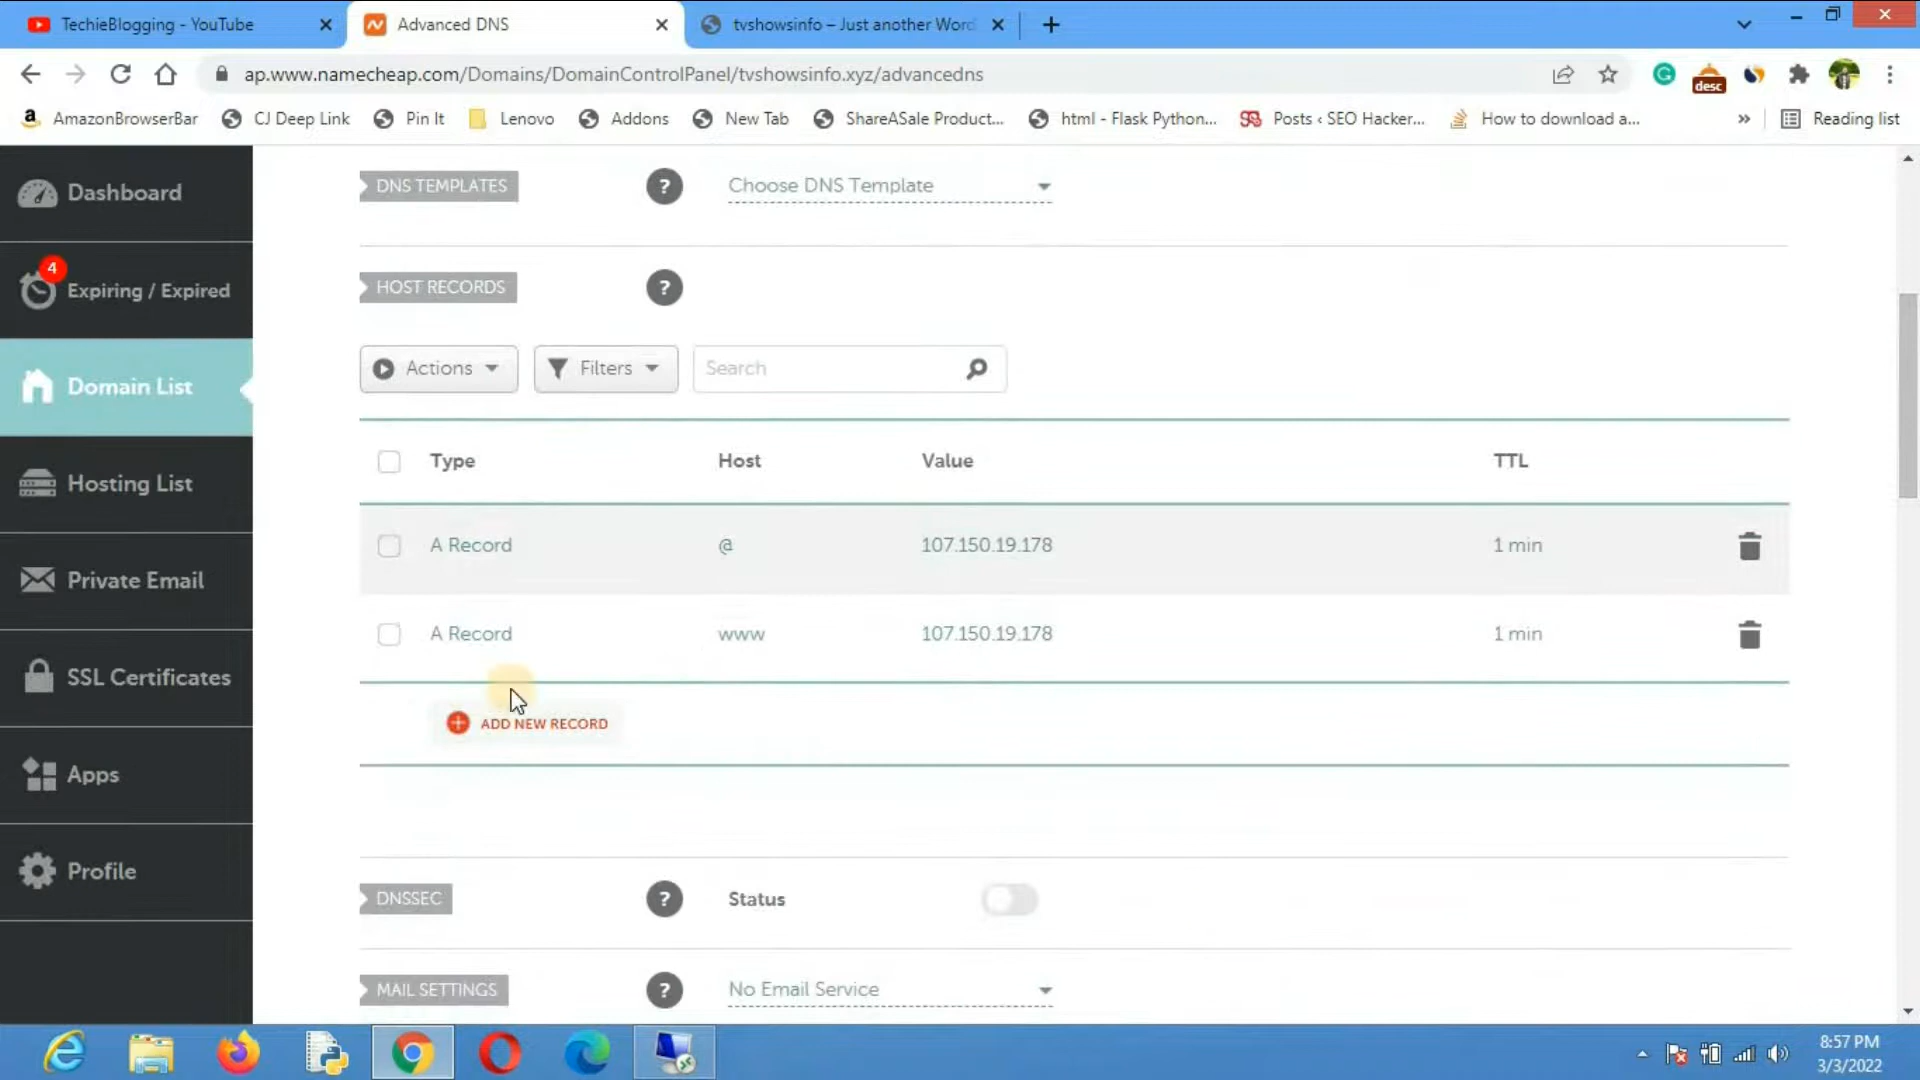 TechieBlogging - YouTube
Advanced DNS
tvshowsinfo – Just another Word
ap.www.namecheap.com/Domains/DomainControlPanel/tvshowsinfo.xyz/advancedns
desc
AmazonBrowserBar
CJ Deep Link
Pin It
Lenovo
Addons
New Tab
ShareASale Product...
html - Flask Python...
Posts ‹ SEO Hacker...
How to download a...
»
Reading list
Dashboard
4
Expiring / Expired
Domain List
Hosting List
Private Email
SSL Certificates
Apps
Profile
DNS TEMPLATES
?
Choose DNS Template
HOST RECORDS
?
Actions
Filters
Search
Type Host Value TTL
A Record @ 107.150.19.178 1 min
A Record www 107.150.19.178 1 min
ADD NEW RECORD
DNSSEC
?
Status
MAIL SETTINGS
?
No Email Service
8:57 PM
3/3/2022